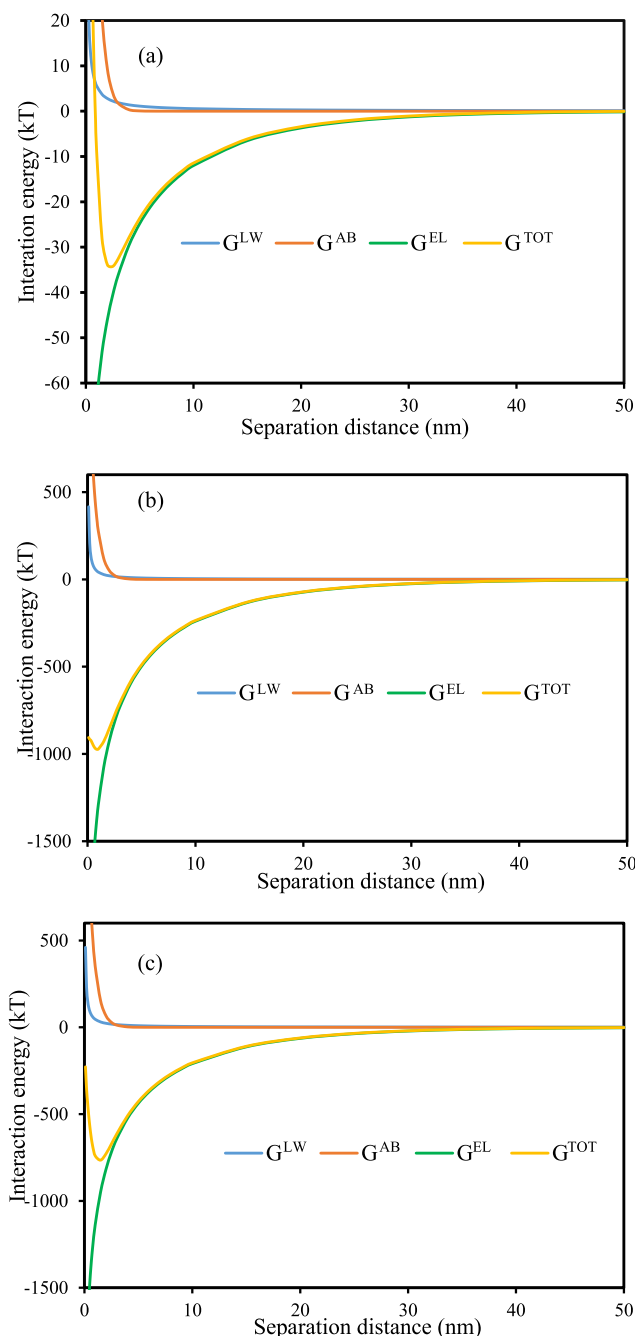 20
(a)
10
0
-10
-20
-30
-40
-50
-60
Interation energy (kT)
G^LW G^AB G^EL G^TOT
0 10 20 30 40 50
Separation distance (nm)
500
(b)
0
-500
-1000
-1500
Interaction energy (kT)
G^LW G^AB G^EL G^TOT
0 10 20 30 40 50
Separation distance (nm)
500
(c)
0
-500
-1000
-1500
Interaction energy (kT)
G^LW G^AB G^EL G^TOT
0 10 20 30 40 50
Separation distance (nm)